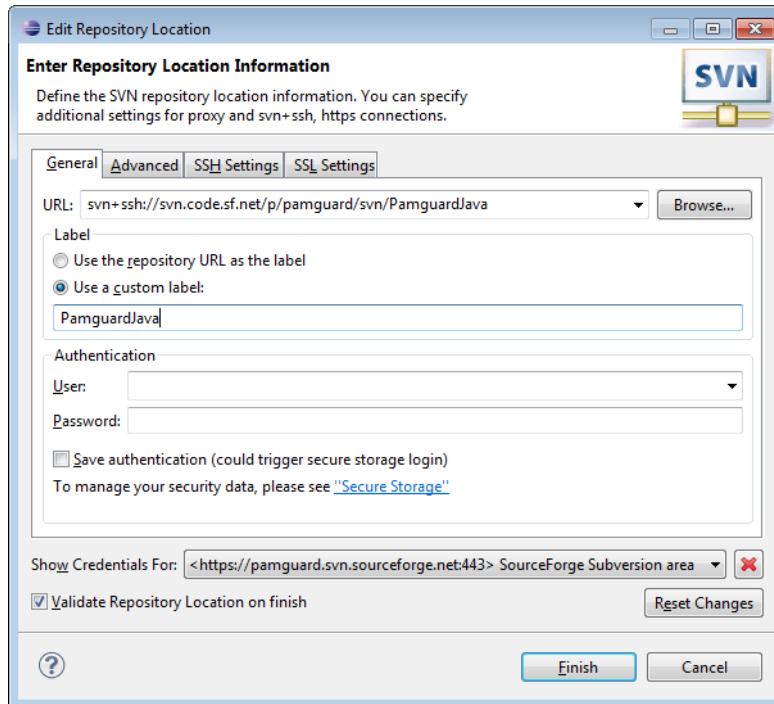 Edit Repository Location
Enter Repository Location Information
Define the SVN repository location information. You can specify
additional settings for proxy and svn+ssh, https connections.
SVN
General Advanced SSH Settings SSL Settings
URL: svn+ssh://svn.code.sf.net/p/pamguard/svn/PamguardJava Browse...
Label
Use the repository URL as the label
Use a custom label:
PamguardJava
Authentication
User:
Password:
Save authentication (could trigger secure storage login)
To manage your security data, please see "Secure Storage"
Show Credentials For: <https://pamguard.svn.sourceforge.net:443> SourceForge Subversion area
Validate Repository Location on finish Reset Changes
? Finish Cancel